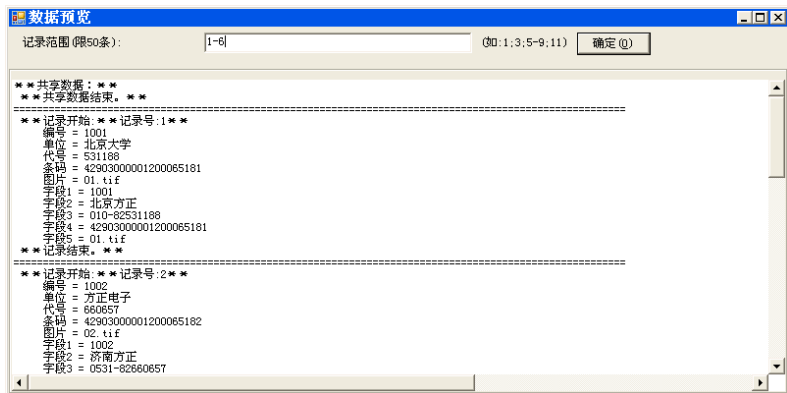 数据预览
记录范围(限50条): 1-6 (如:1;3;5-9;11) 确定(O)
**共享数据:**
**共享数据结束。**
================================================================================
**记录开始:**记录号:1**
编号 = 1001
单位 = 北京大学
代号 = 531188
条码 = 42903000001200065181
图片 = 01.tif
字段1 = 1001
字段2 = 北京方正
字段3 = 010-82531188
字段4 = 42903000001200065181
字段5 = 01.tif
**记录结束。**
================================================================================
**记录开始:**记录号:2**
编号 = 1002
单位 = 方正电子
代号 = 660657
条码 = 42903000001200065182
图片 = 02.tif
字段1 = 1002
字段2 = 济南方正
字段3 = 0531-82660657